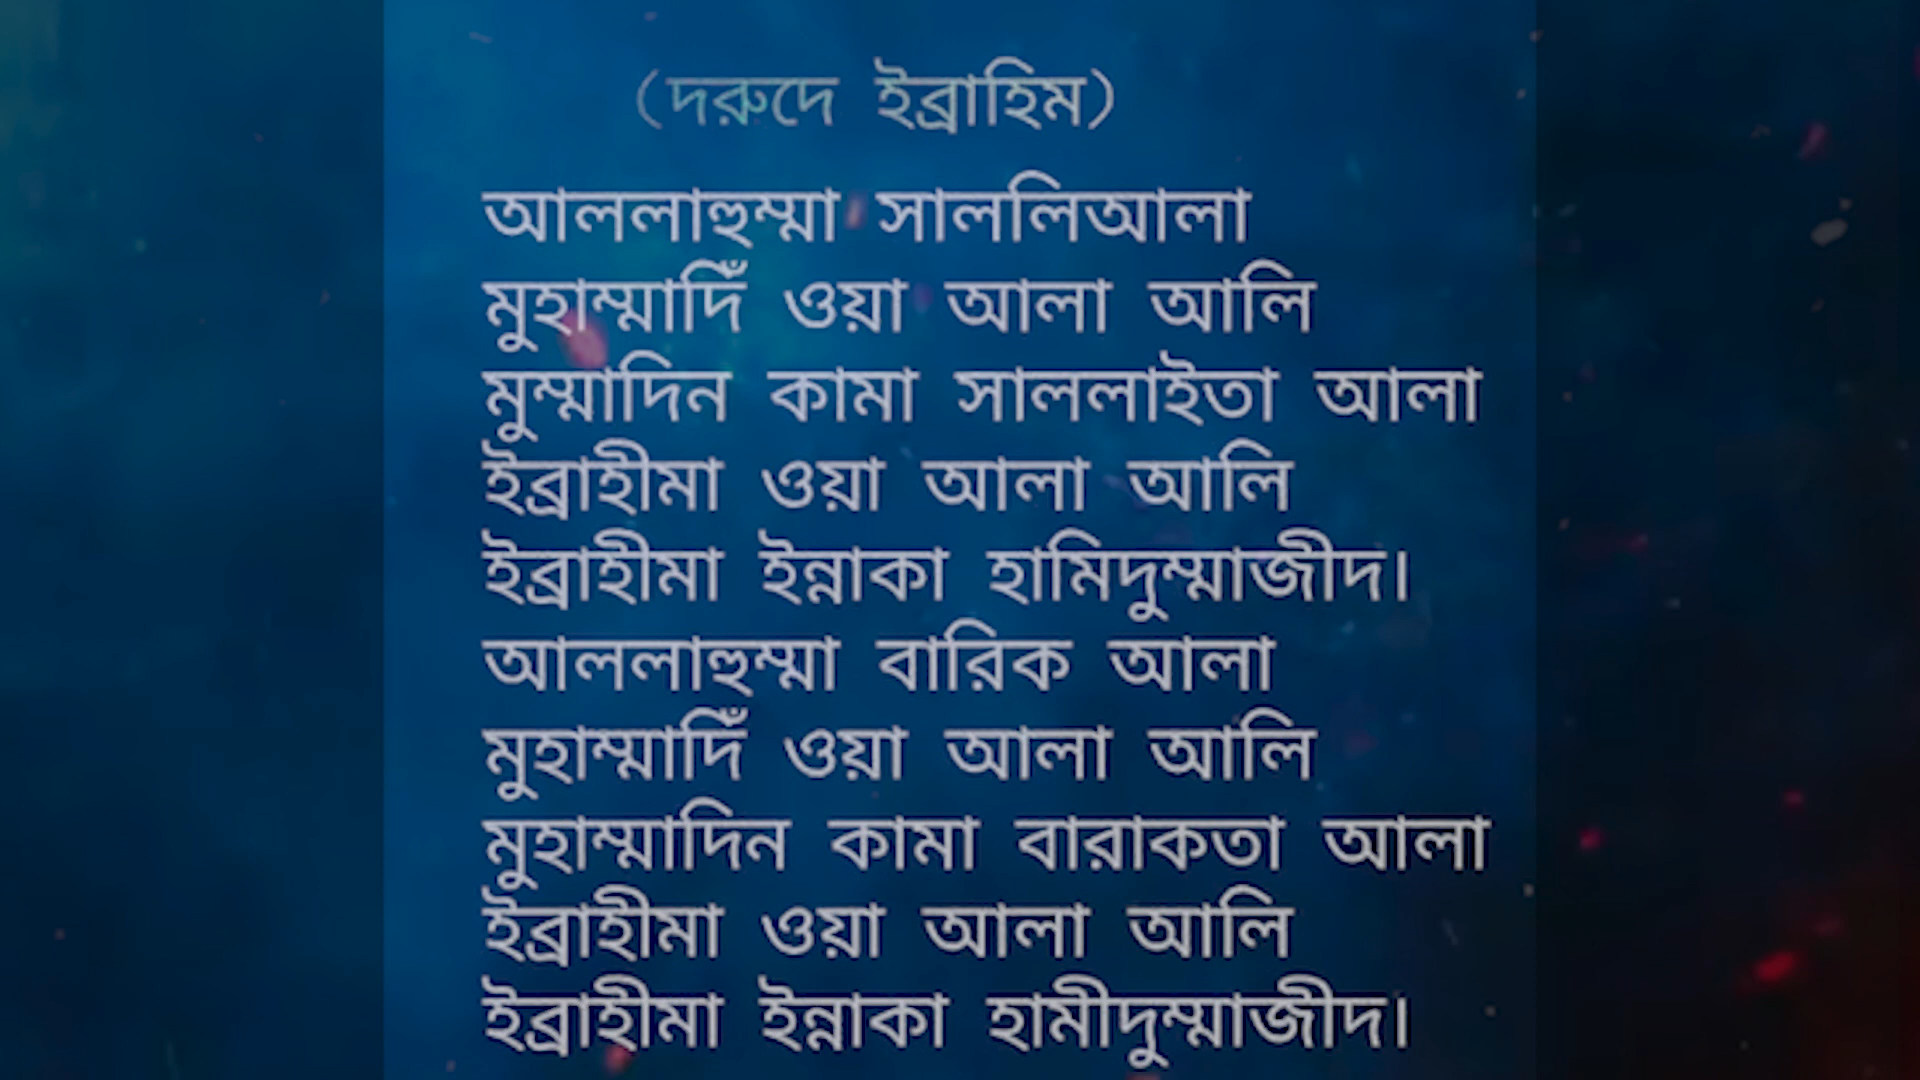 (দরুদে ইব্রাহিম)
আললাহুম্মা সাললিআলা
মুহাম্মাদিঁ ওয়া আলা আলি
মুম্মাদিন কামা সাললাইতা আলা
ইব্রাহীমা ওয়া আলা আলি
ইব্রাহীমা ইন্নাকা হামিদুম্মাজীদ।
আললাহুম্মা বারিক আলা
মুহাম্মাদিঁ ওয়া আলা আলি
মুহাম্মাদিন কামা বারাকতা আলা
ইব্রাহীমা ওয়া আলা আলি
ইব্রাহীমা ইন্নাকা হামীদুম্মাজীদ।